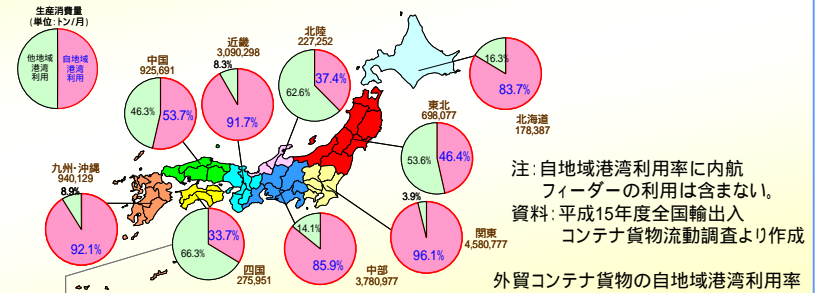 生産消費量
(単位:トン/月)
他地域
港湾
利用
自地域
港湾
利用
中国
925,691
46.3%
53.7%
近畿
3,090,298
8.3%
91.7%
北陸
227,252
62.6%
37.4%
16.3%
83.7%
北海道
178,387
東北
698,077
53.6%
46.4%
九州・沖縄
940,129
8.9%
92.1%
66.3%
33.7%
四国
275,951
14.1%
85.9%
中部
3,780,977
3.9%
96.1%
関東
4,580,777
注:自地域港湾利用率に内航
フィーダーの利用は含まない。
資料:平成15年度全国輸出入
コンテナ貨物流動調査より作成
外貿コンテナ貨物の自地域港湾利用率